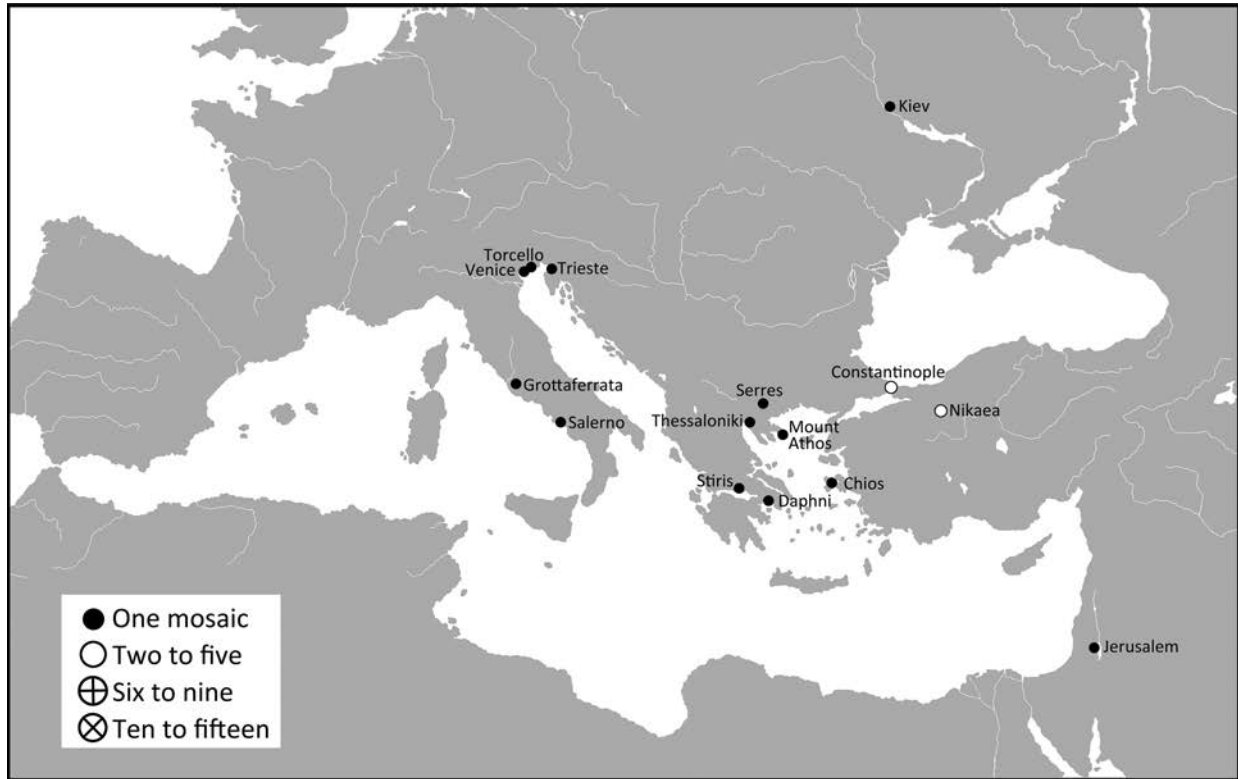 Kiev
Torcello
Venice
Trieste
Constantinople
Grottaferrata
Serres
Nikaea
Salerno
Thessaloniki
Mount
Athos
Stiris
Chios
Daphni
One mosaic
Two to five
Jerusalem
Six to nine
Ten to fifteen